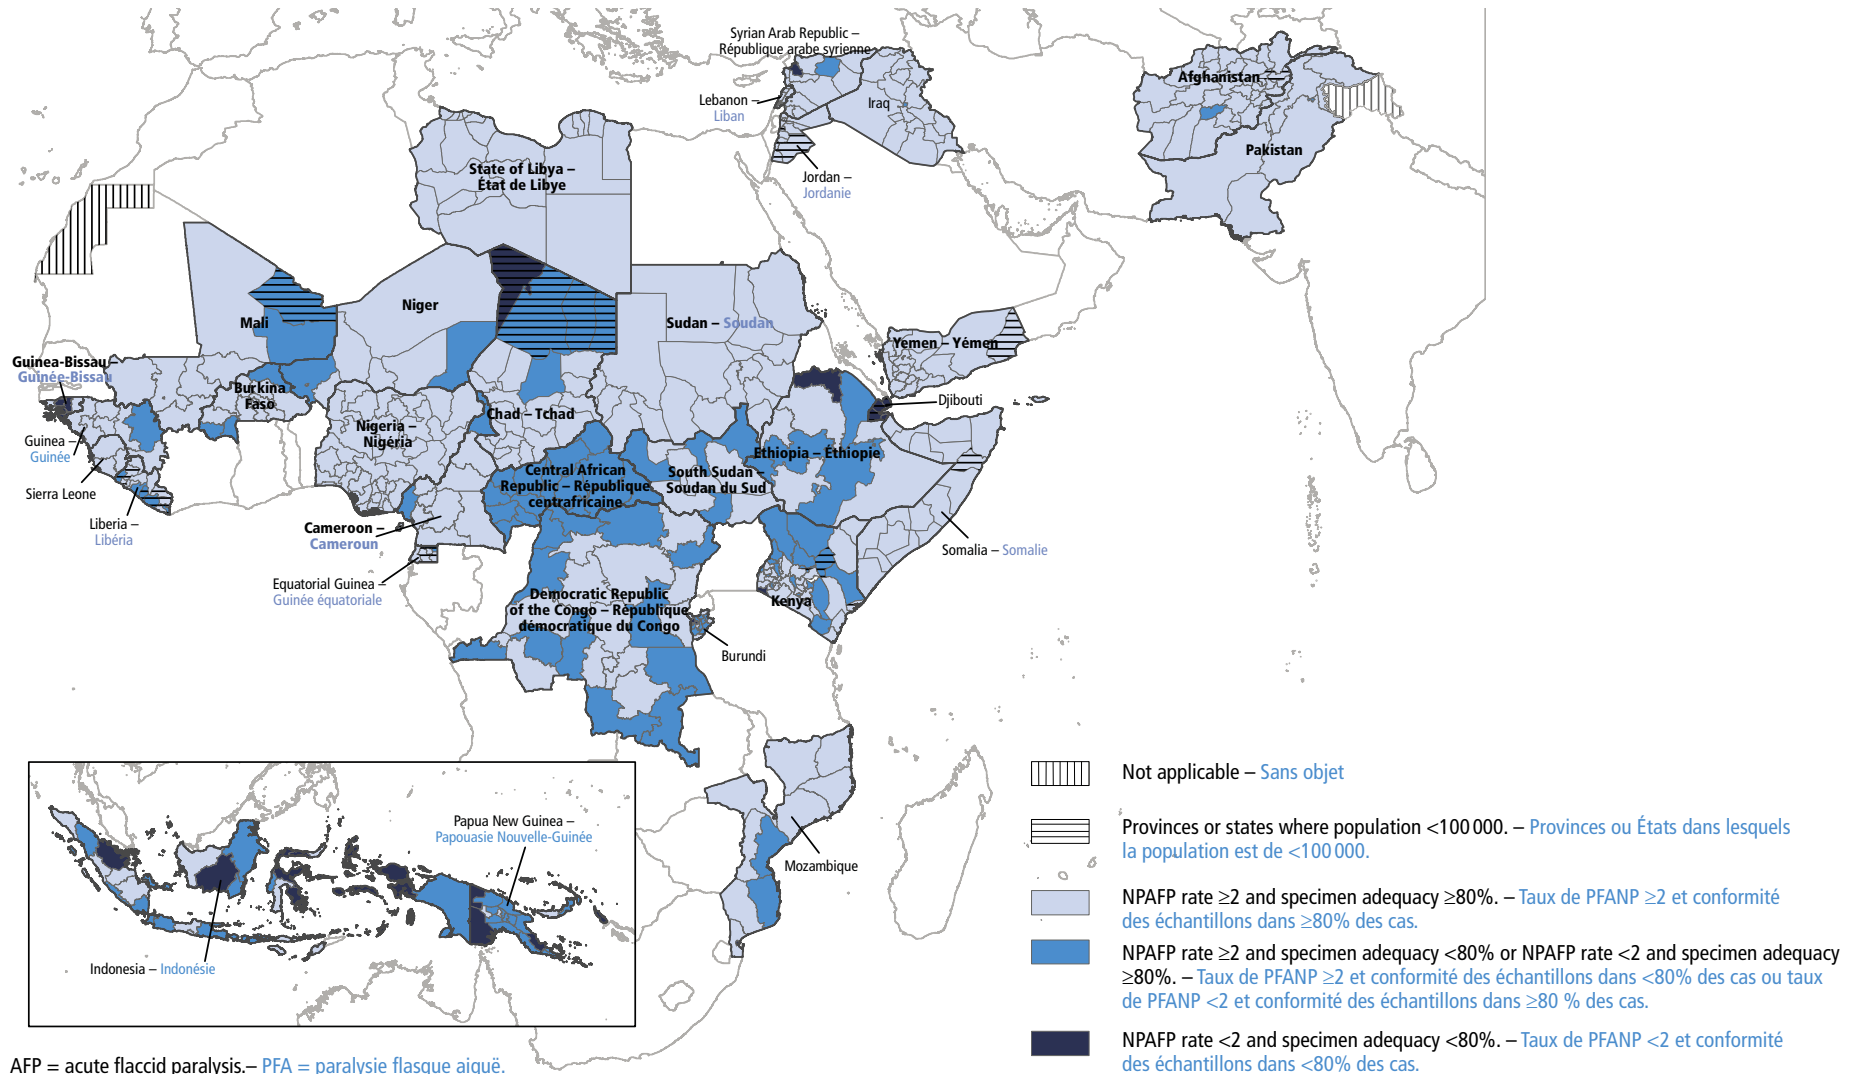 Syrian Arab Republic –
République arabe syrienne
Lebanon –
Liban
Iraq
Afghanistan
Pakistan
Jordan –
Jordanie
State of Libya –
État de Libye
Niger
Mali
Sudan – Soudan
Yemen – Yémen
Guinea-Bissau –
Guinée-Bissau
Burkina
Faso
Chad – Tchad
Djibouti
Nigeria –
Nigéria
Guinea –
Guinée
Ethiopia – Éthiopie
Central African
Republic – République
centrafricaine
South Sudan –
Soudan du Sud
Sierra Leone
Liberia –
Libéria
Cameroon –
Cameroun
Somalia – Somalie
Equatorial Guinea –
Guinée équatoriale
Democratic Republic
of the Congo – République
démocratique du Congo
Kenya
Burundi
Mozambique
Papua New Guinea –
Papouasie Nouvelle-Guinée
Indonesia – Indonésie
Not applicable – Sans objet
Provinces or states where population <100 000. – Provinces ou États dans lesquels
la population est de <100 000.
NPAFP rate ≥2 and specimen adequacy ≥80%. – Taux de PFANP ≥2 et conformité
des échantillons dans ≥80% des cas.
NPAFP rate ≥2 and specimen adequacy <80% or NPAFP rate <2 and specimen adequacy
≥80%. – Taux de PFANP ≥2 et conformité des échantillons dans <80% des cas ou taux
de PFANP <2 et conformité des échantillons dans ≥80 % des cas.
NPAFP rate <2 and specimen adequacy <80%. – Taux de PFANP <2 et conformité
des échantillons dans <80% des cas.
AFP = acute flaccid paralysis.– PFA = paralysie flasque aiguë.